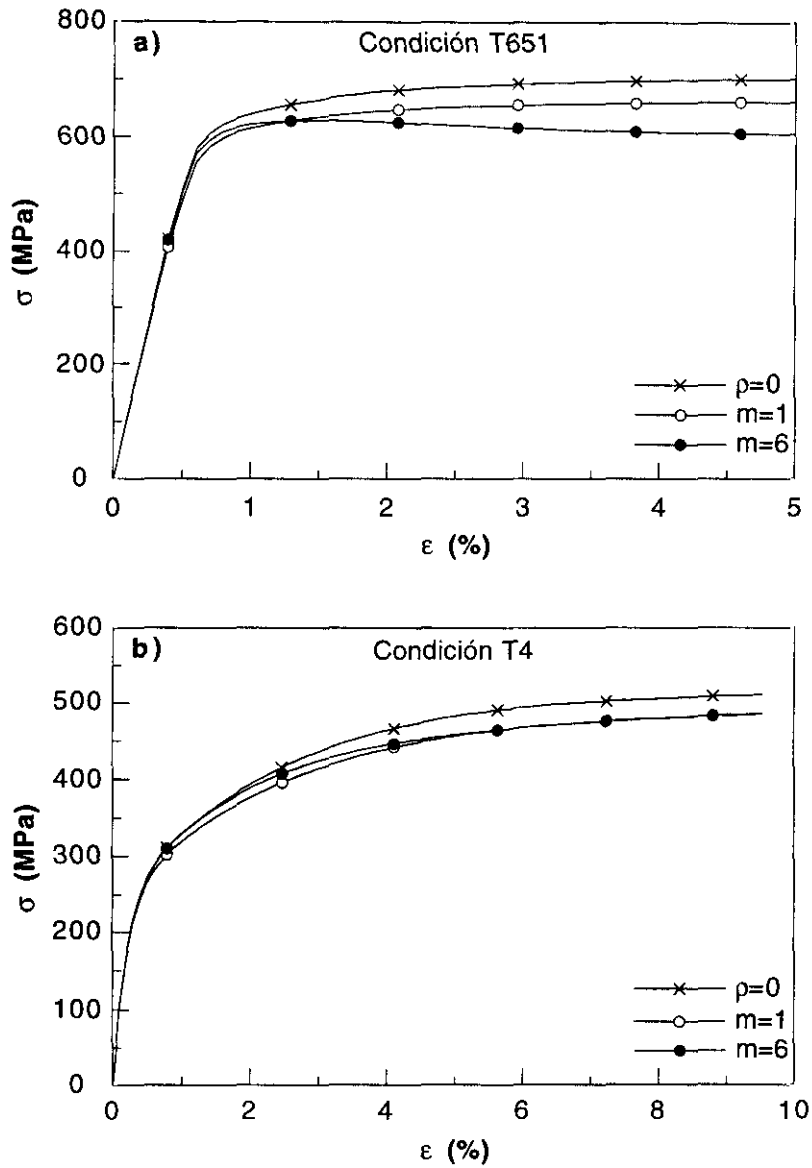 a)
Condición T651
800
600
400
200
0
σ (MPa)
ρ=0
m=1
m=6
0 1 2 3 4 5
ε (%)
b)
Condición T4
600
500
400
300
200
100
0
σ (MPa)
ρ=0
m=1
m=6
0 2 4 6 8 10
ε (%)